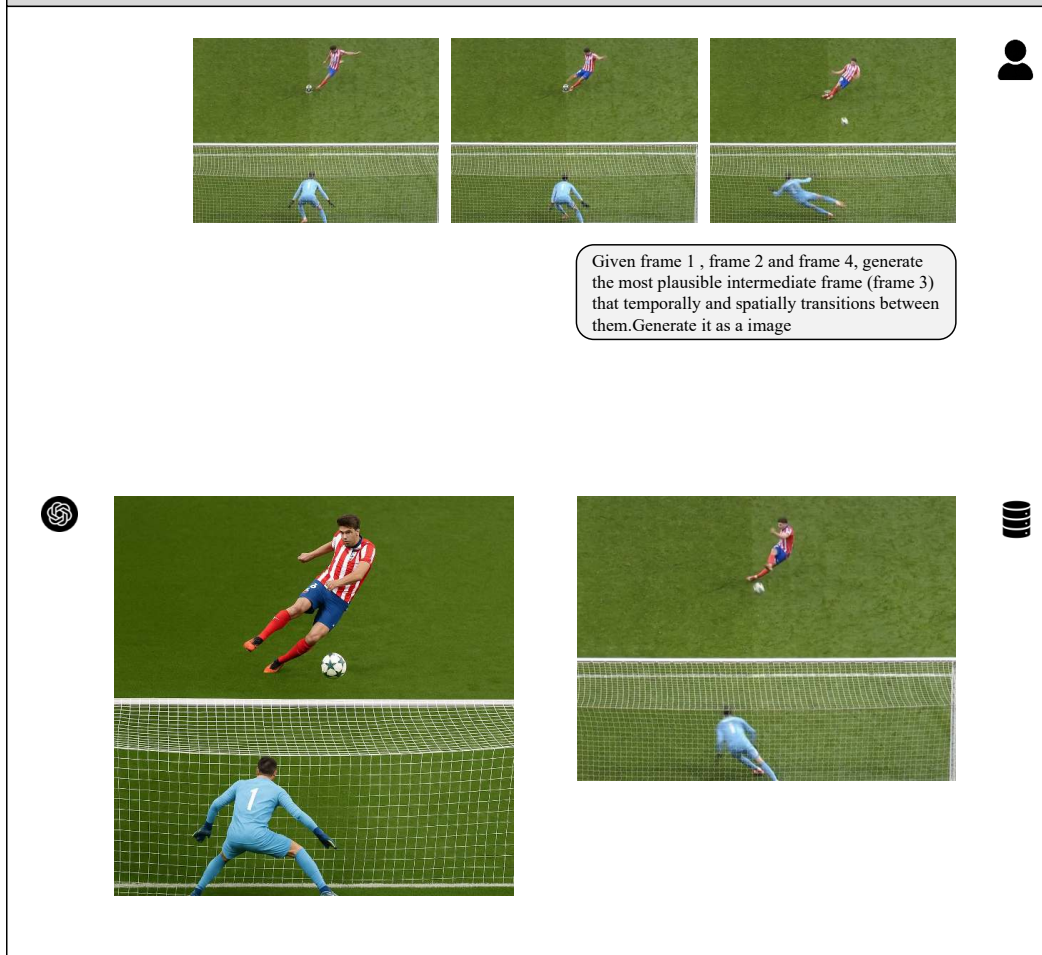 Given frame 1 , frame 2 and frame 4, generate
the most plausible intermediate frame (frame 3)
that temporally and spatially transitions between
them.Generate it as a image
1